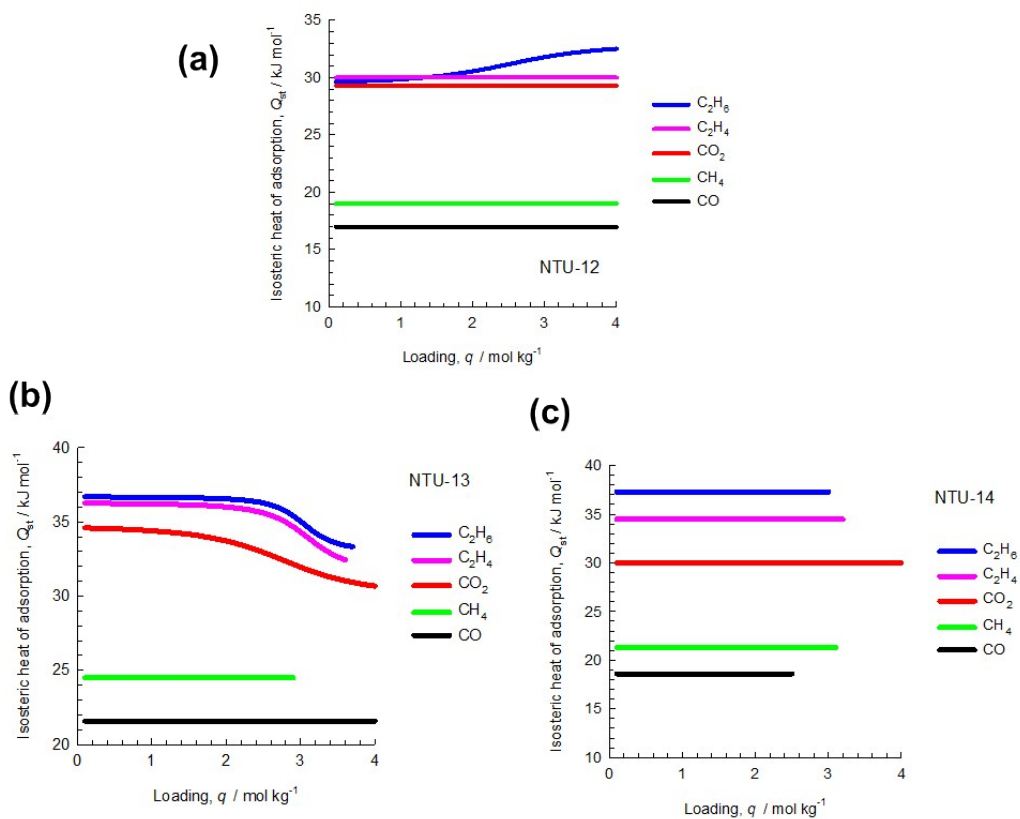 (a)
Isosteric heat of adsorption, Qst / kJ mol-1
35
30
25
20
15
10
0
1
2
3
4
Loading, q / mol kg-1
NTU-12
C2H6
C2H4
CO2
CH4
CO
(b)
Isosteric heat of adsorption, Qst / kJ mol-1
40
35
30
25
20
0
1
2
3
4
Loading, q / mol kg-1
NTU-13
C2H6
C2H4
CO2
CH4
CO
(c)
Isosteric heat of adsorption, Qst / kJ mol-1
40
35
30
25
20
15
10
0
1
2
3
4
Loading, q / mol kg-1
NTU-14
C2H6
C2H4
CO2
CH4
CO